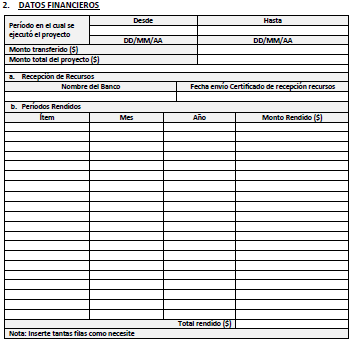 2. DATOS FINANCIEROS
Período en el cual se ejecutó el proyecto
Desde
Hasta
DD/MM/AA
DD/MM/AA
Monto transferido ($)
Monto total del proyecto ($)
a. Recepción de Recursos
Nombre del Banco
Fecha envío Certificado de recepción recursos
b. Períodos Rendidos
Ítem
Mes
Año
Monto Rendido ($)
Total rendido ($)
Nota: Inserte tantas filas como necesite